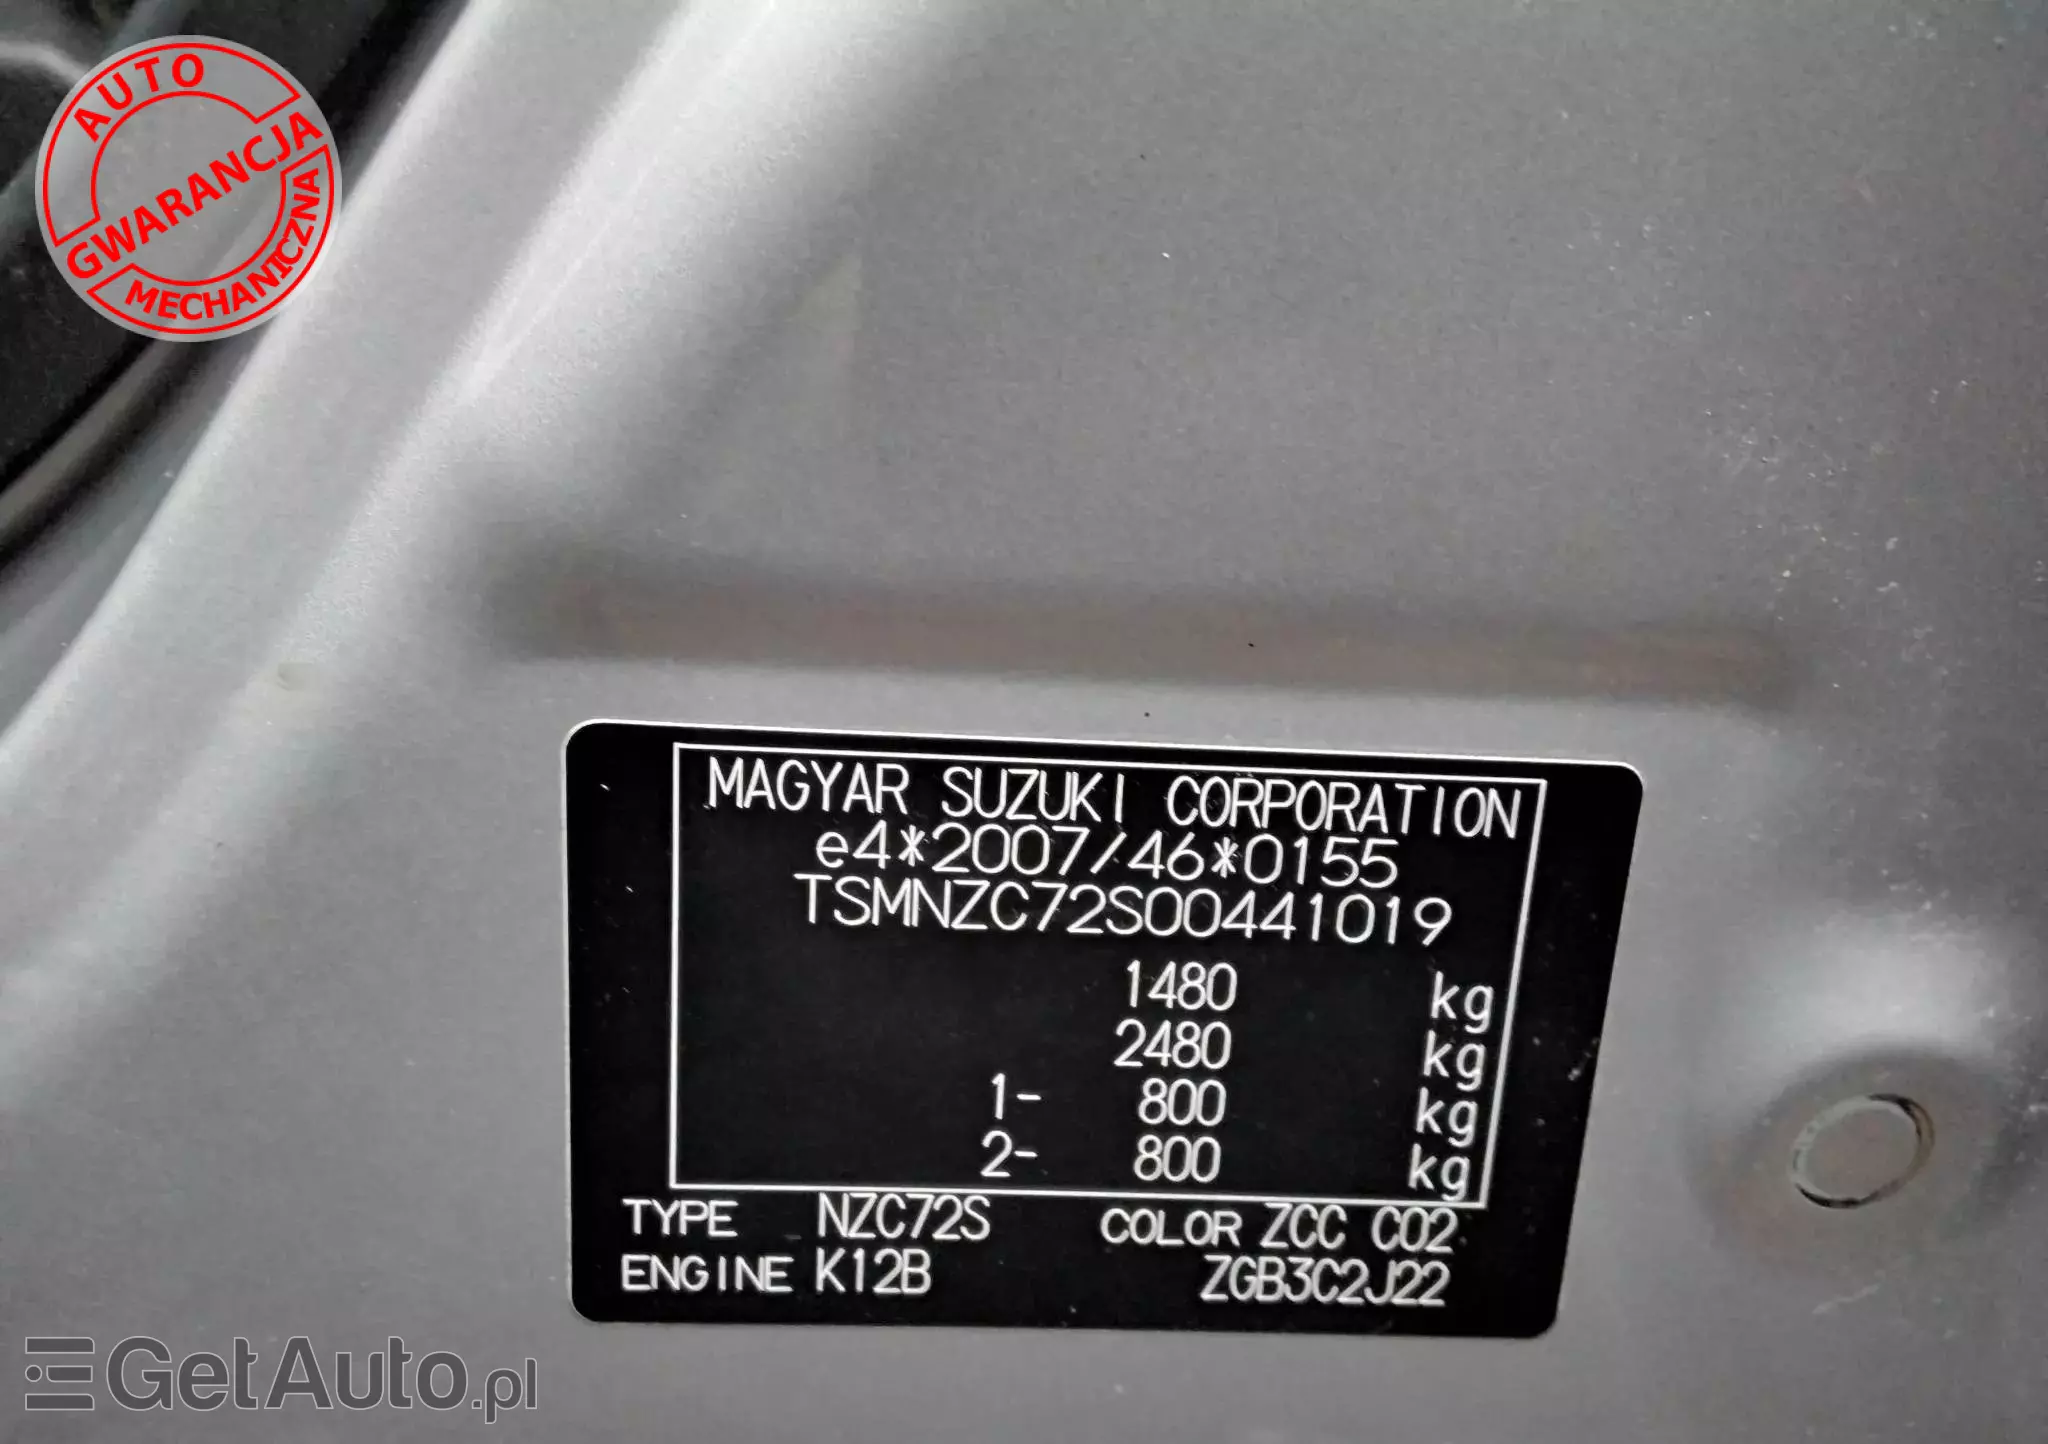 AUTO
GWARANCJA
MECHANICZNA
MAGYAR SUZUKI CORPORATION
e4*2007/46*0155
TSMNZC72S00441019
1480 kg
2480 kg
1- 800 kg
2- 800 kg
TYPE NZC72S COLOR ZCC C02
ENGINE K12B ZGB3C2J22
GetAuto.pl